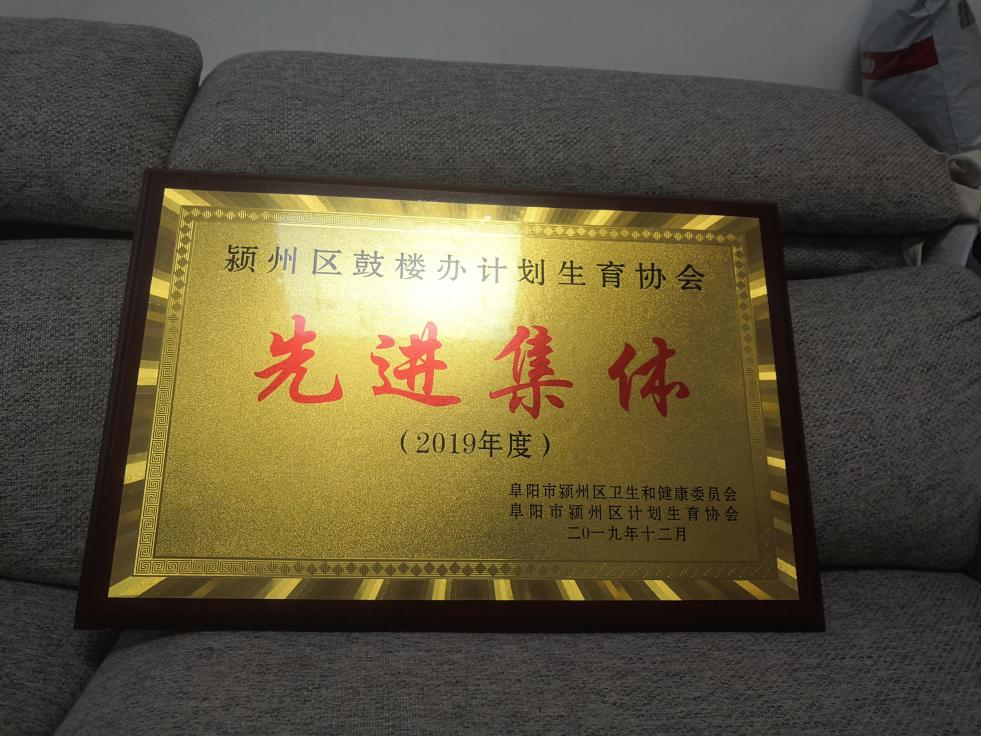 颍州区鼓楼办计划生育协会
先进集体
（2019年度）
阜阳市颍州区卫生和健康委员会
阜阳市颍州区计划生育协会
二0一九年十二月